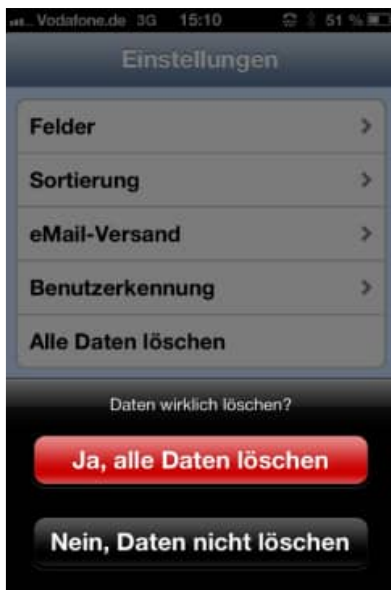 Vodafone.de 3G 15:10 51 %
Einstellungen
Felder
Sortierung
eMail-Versand
Benutzerkennung
Alle Daten löschen
Daten wirklich löschen?
Ja, alle Daten löschen
Nein, Daten nicht löschen